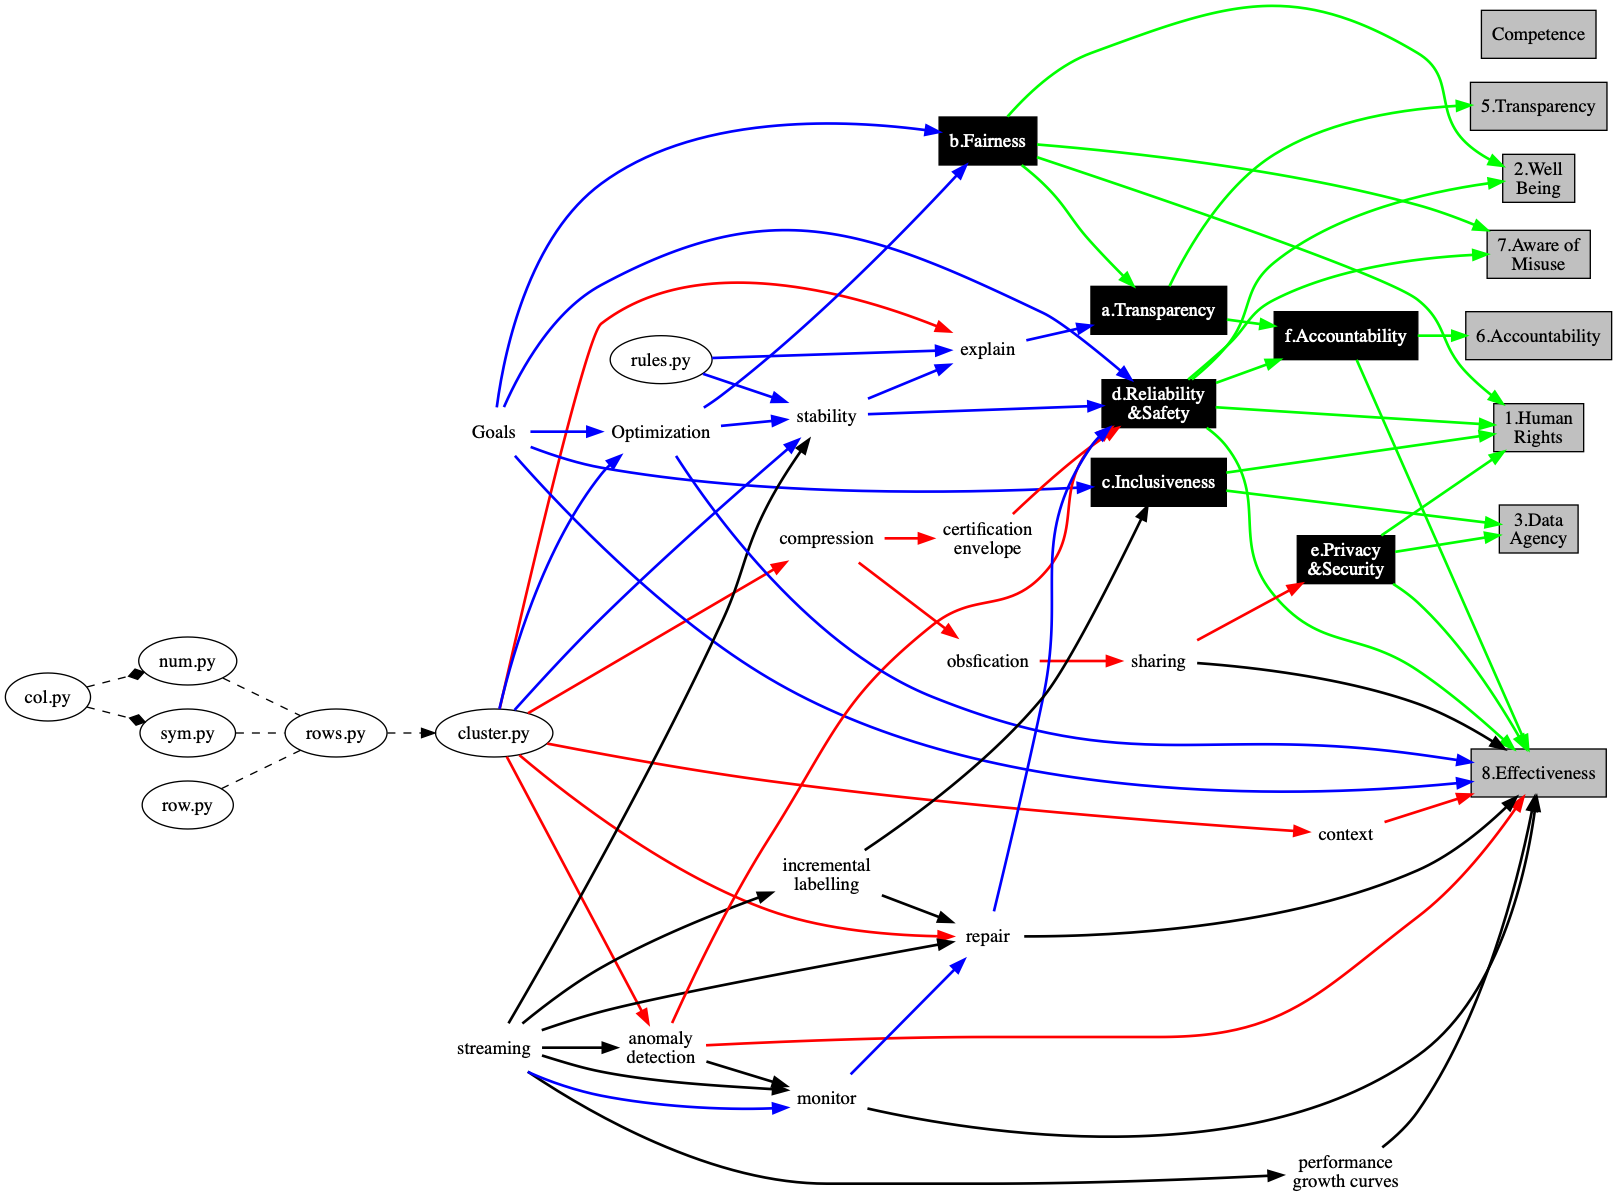 Competence
5.Transparency
b.Fairness
2.Well
Being
7.Aware of
Misuse
a.Transparency
f.Accountability
6.Accountability
rules.py
explain
d.Reliability
&Safety
stability
Goals
Optimization
1.Human
Rights
c.Inclusiveness
compression
certification
envelope
3.Data
Agency
e.Privacy
&Security
num.py
obsfication
sharing
col.py
sym.py
rows.py
cluster.py
8.Effectiveness
row.py
context
incremental
labelling
repair
streaming
anomaly
detection
monitor
performance
growth curves